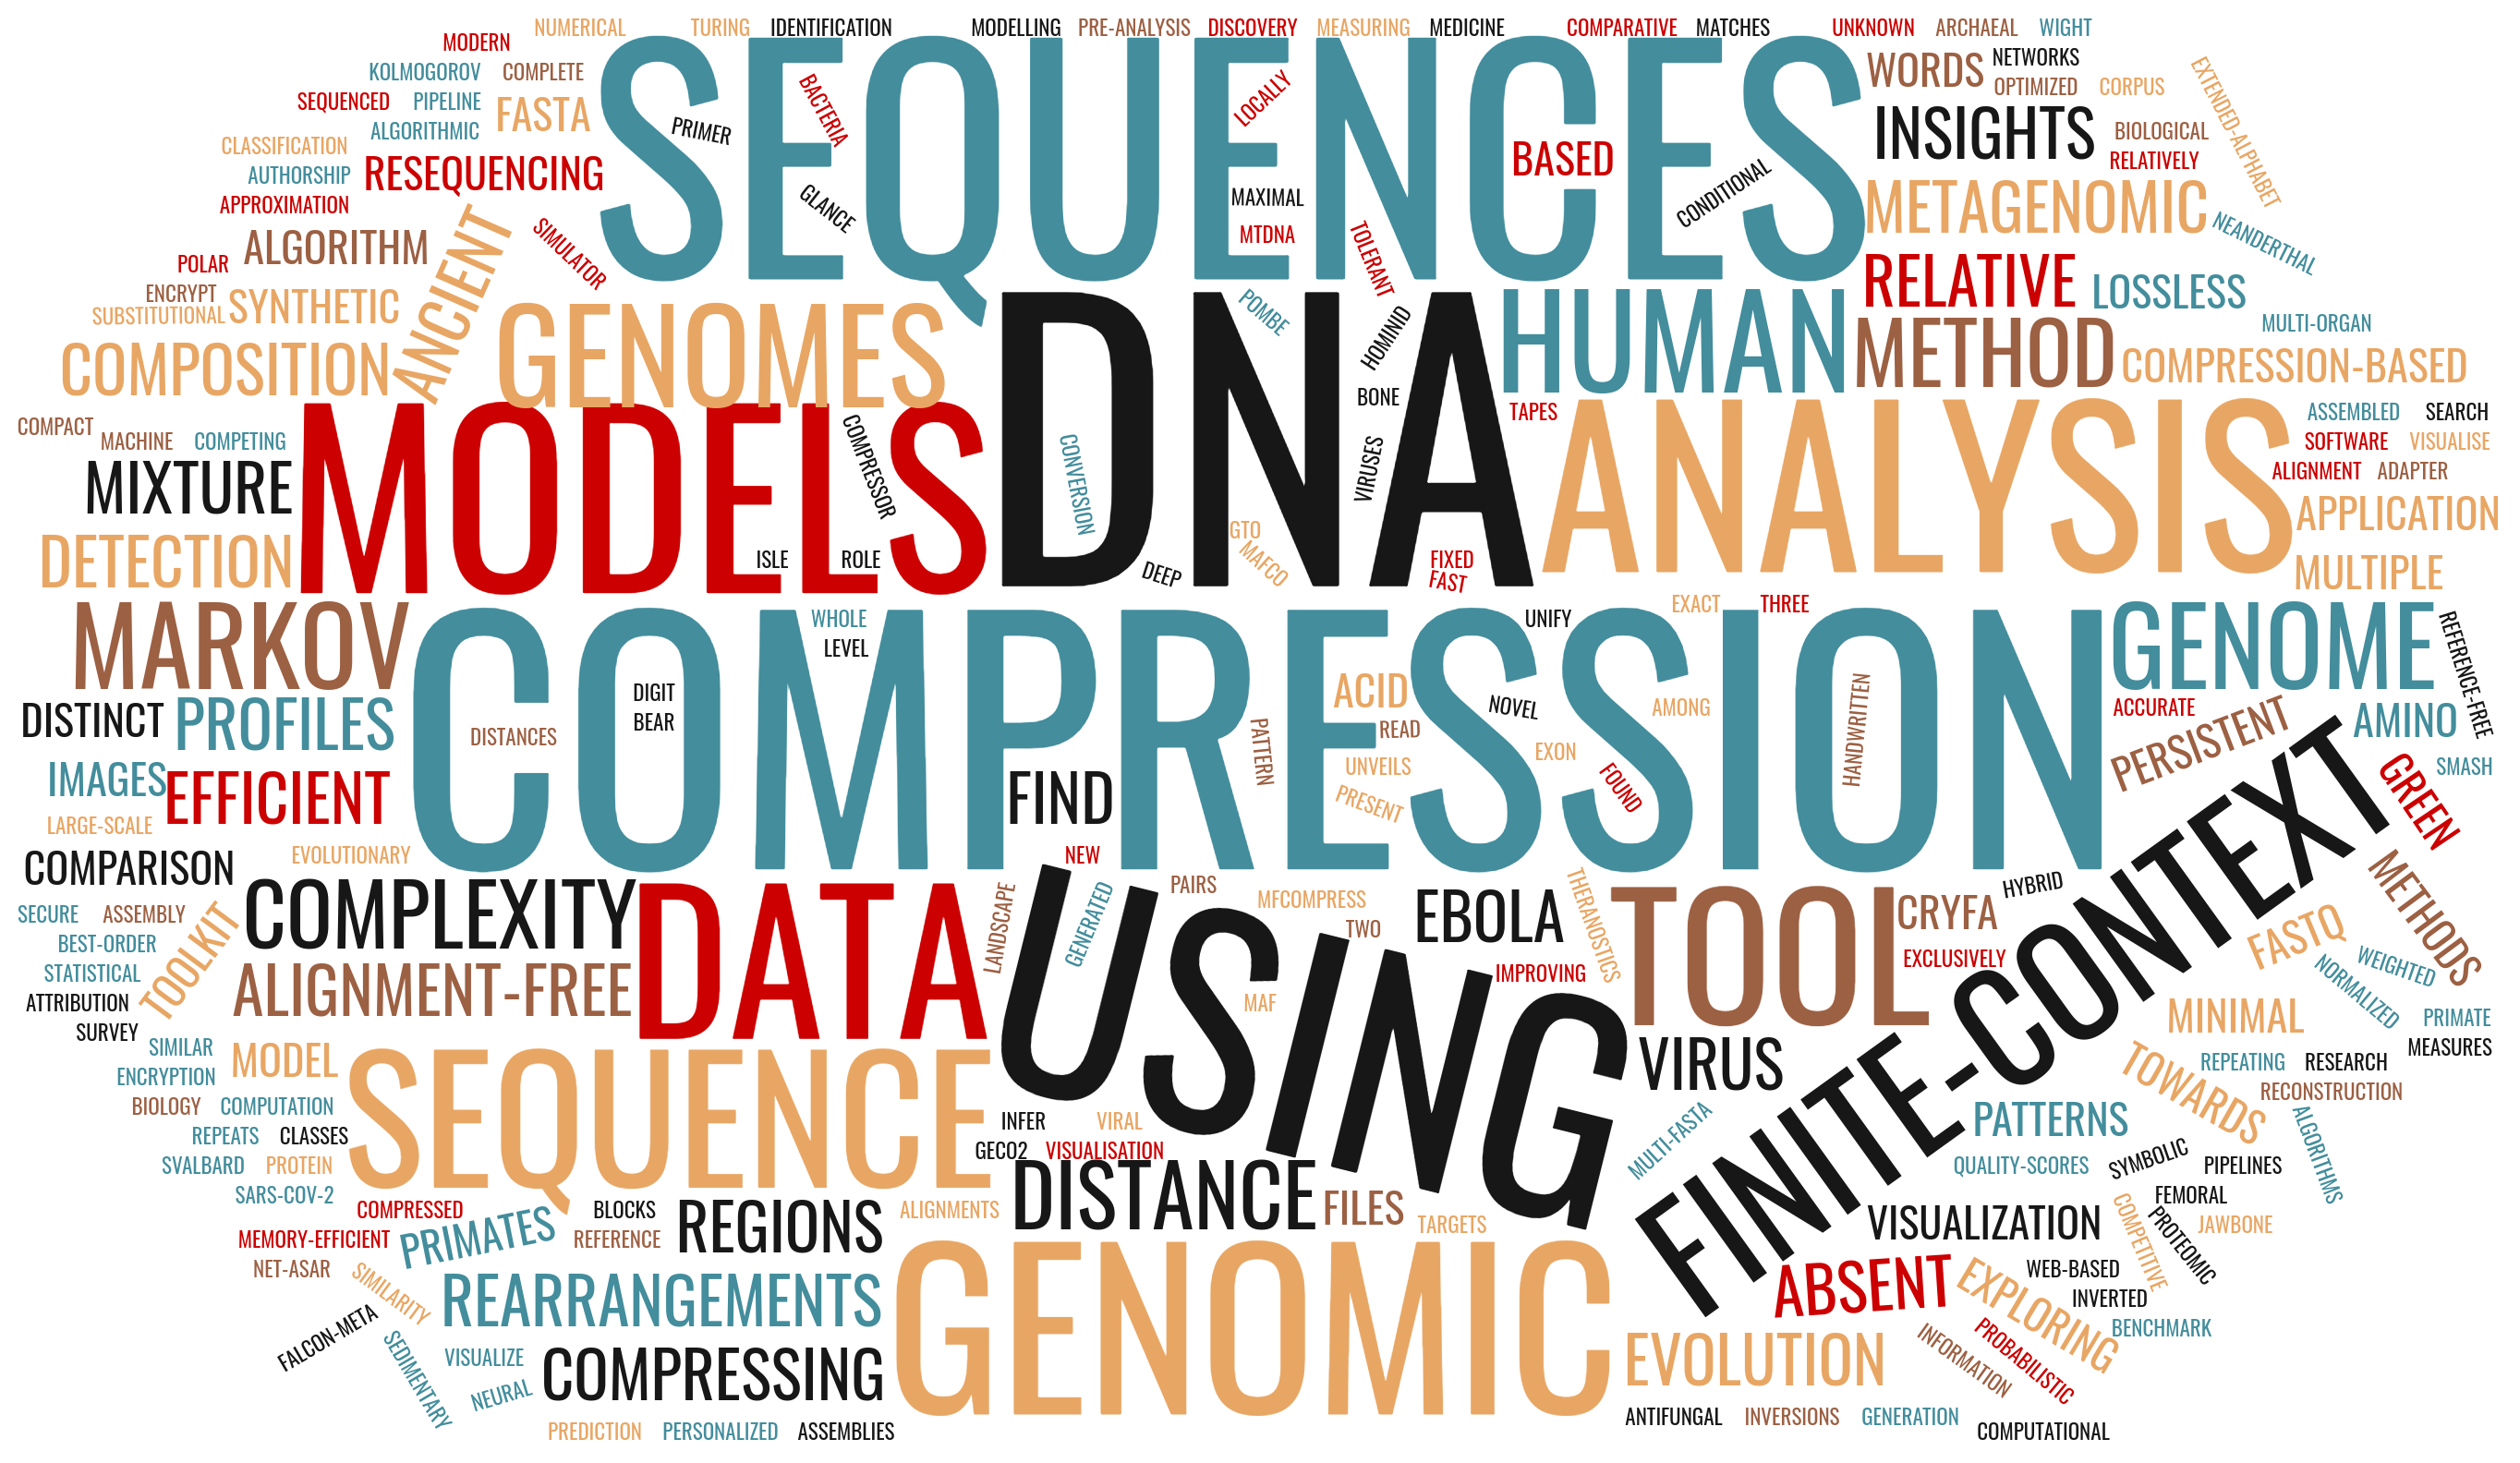 NUMERICAL TURING IDENTIFICATION MODELLING PRE-ANALYSIS DISCOVERY MEASURING MEDICINE COMPARATIVE MATCHES UNKNOWN ARCHAEAL WIGHT
MODERN
KOLMOGOROV COMPLETE
SEQUENCED PIPELINE FASTA
ALGORITHMIC
CLASSIFICATION
AUTHORSHIP RESEQUENCING
APPROXIMATION
SEQUENCES
BACTERIA
PRIMER
GLANCE
LOCALLY
MAXIMAL
MTDNA
TOLERANT
BASED
CONDITIONAL
WORDS NETWORKS
OPTIMIZED CORPUS
EXTENDED-ALPHABET
INSIGHTS BIOLOGICAL
RELATIVELY
METAGENOMIC
NEANDERTHAL
RELATIVE LOSSLESS
ALGORITHM
ANCIENT
SIMULATOR
POLAR
ENCRYPT
SUBSTITUTIONAL SYNTHETIC
COMPOSITION
GENOMES
DNA
POMBE
HOMINID
BONE
VIRUSES
CONVERSION
GTO
MAFCO
DEEP
FIXED
FAST
HUMAN
METHOD
MULTI-ORGAN
COMPRESSION-BASED
COMPACT
MACHINE COMPETING
MIXTURE
MODELS
COMPRESSOR
ISLE ROLE
TAPES
ANALYSIS
ASSEMBLED SEARCH
SOFTWARE VISUALISE
ALIGNMENT ADAPTER
APPLICATION
DETECTION
MULTIPLE
MARKOV
COMPRESSION
WHOLE
LEVEL
DIGIT
BEAR
DISTANCES
UNIFY
EXACT THREE
ACID
READ
UNVEILS
PRESENT
PATTERN
NOVEL
AMONG
EXON
FOUND
HANDWRITTEN
GENOME
REFERENCE-FREE
DISTINCT PROFILES
ACCURATE
PERSISTENT
AMINO
IMAGES EFFICIENT
FIND
GREEN
SMASH
LARGE-SCALE
EVOLUTIONARY
COMPARISON
COMPLEXITY
DATA
NEW
LANDSCAPE
GENERATED
PAIRS
MFCOMPRESS
TWO
USING
MAF
EBOLA
IMPROVING
THERANOSTICS
TOOL
CRYFA
HYBRID
EXCLUSIVELY
FINITE-CONTEXT
METHODS
FASTQ
WEIGHTED
NORMALIZED
SECURE ASSEMBLY
BEST-ORDER
STATISTICAL
TOOLKIT
ATTRIBUTION
SURVEY
ALIGNMENT-FREE
VIRUS
MINIMAL
PRIMATE
MEASURES
SIMILAR MODEL
ENCRYPTION
BIOLOGY COMPUTATION
REPEATS CLASSES
SVALBARD PROTEIN
SARS-COV-2
SEQUENCE
INFER VIRAL
GECO2 VISUALISATION
MULTI-FASTA
TOWARDS
REPEATING RESEARCH
RECONSTRUCTION
PATTERNS
ALGORITHMS
QUALITY-SCORES
SYMBOLIC
PIPELINES
FEMORAL
JAWBONE
COMPRESSED
MEMORY-EFFICIENT PRIMATES
BLOCKS
REFERENCE
REGIONS
ALIGNMENTS
DISTANCE FILES
TARGETS
VISUALIZATION
COMPETITIVE
PROTEOMIC
NET-ASAR
SIMILARITY
REARRANGEMENTS
GENOMIC
ABSENT
EXPLORING
WEB-BASED
INVERTED
BENCHMARK
FALCON-META
SEDIMENTARY
VISUALIZE
NEURAL
COMPRESSING
EVOLUTION
INFORMATION
PROBABILISTIC
PREDICTION PERSONALIZED ASSEMBLIES
ANTIFUNGAL INVERSIONS GENERATION
COMPUTATIONAL